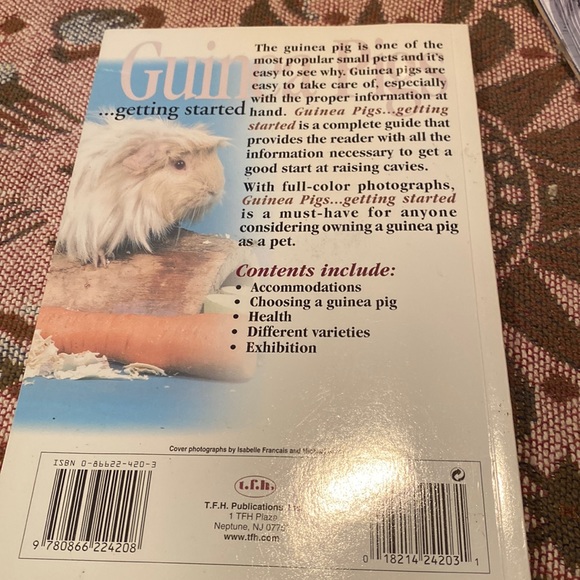 Guin
...getting started
The guinea pig is one of the
most popular small pets and it's
easy to see why. Guinea pigs are
easy to take care of, especially
with the proper information at
hand. Guinea Pigs...getting
started is a complete guide that
provides the reader with all the
information necessary to get a
good start at raising cavies.
With full-color photographs,
Guinea Pigs...getting started
is a must-have for anyone
considering owning a guinea pig
as a pet.
Contents include:
• Accommodations
• Choosing a guinea pig
• Health
• Different varieties
• Exhibition
Cover photographs by Isabelle Francais and
ISBN 0-86622-420-3
9 780866 224208
t.f.h.
T.F.H. Publications
1 TFH Plaza
Neptune, NJ
www.tfh.com
0 18214 24203 1